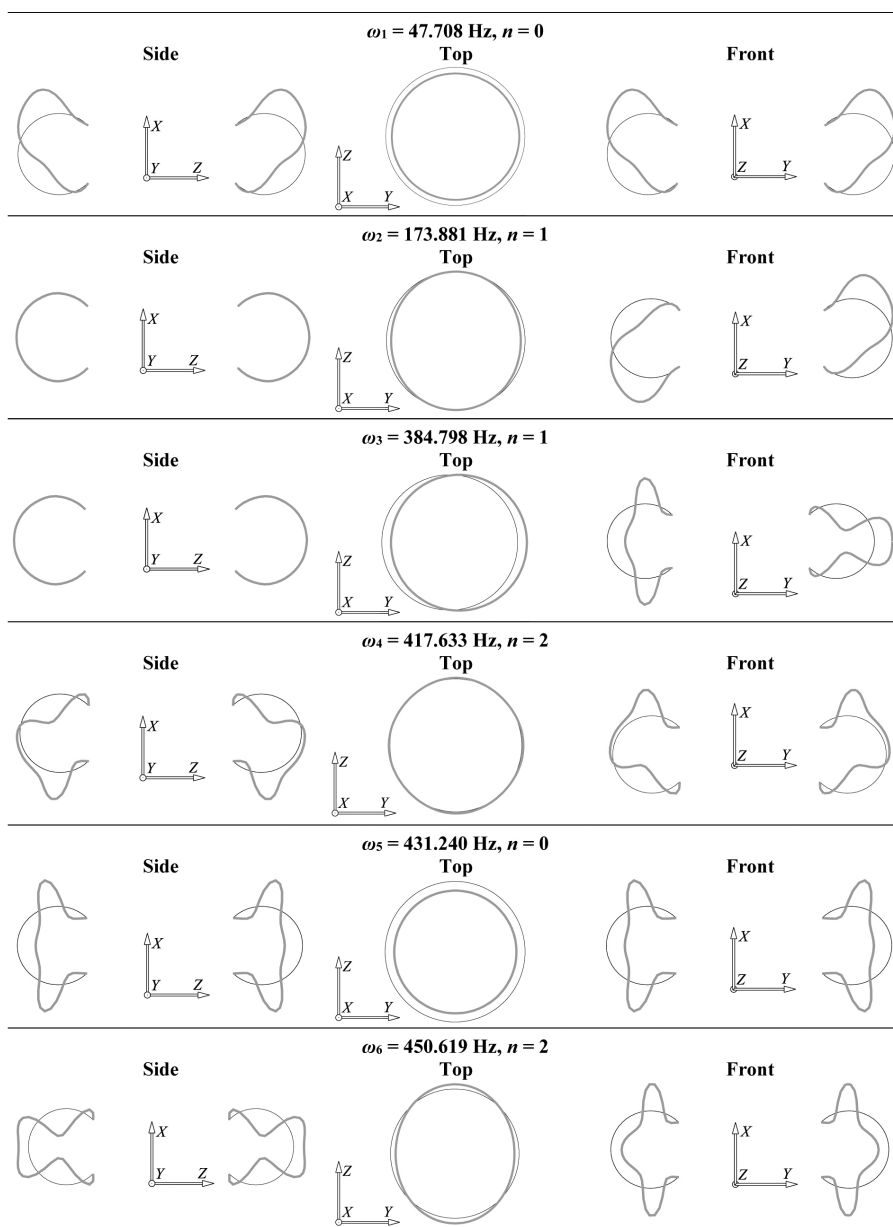 ω1 = 47.708 Hz, n = 0
Side Top Front
X Y Z
Z X Y
X Z Y
ω2 = 173.881 Hz, n = 1
Side Top Front
X Y Z
Z X Y
X Z Y
ω3 = 384.798 Hz, n = 1
Side Top Front
X Y Z
Z X Y
X Z Y
ω4 = 417.633 Hz, n = 2
Side Top Front
X Y Z
Z X Y
X Z Y
ω5 = 431.240 Hz, n = 0
Side Top Front
X Y Z
Z X Y
X Z Y
ω6 = 450.619 Hz, n = 2
Side Top Front
X Y Z
Z X Y
X Z Y